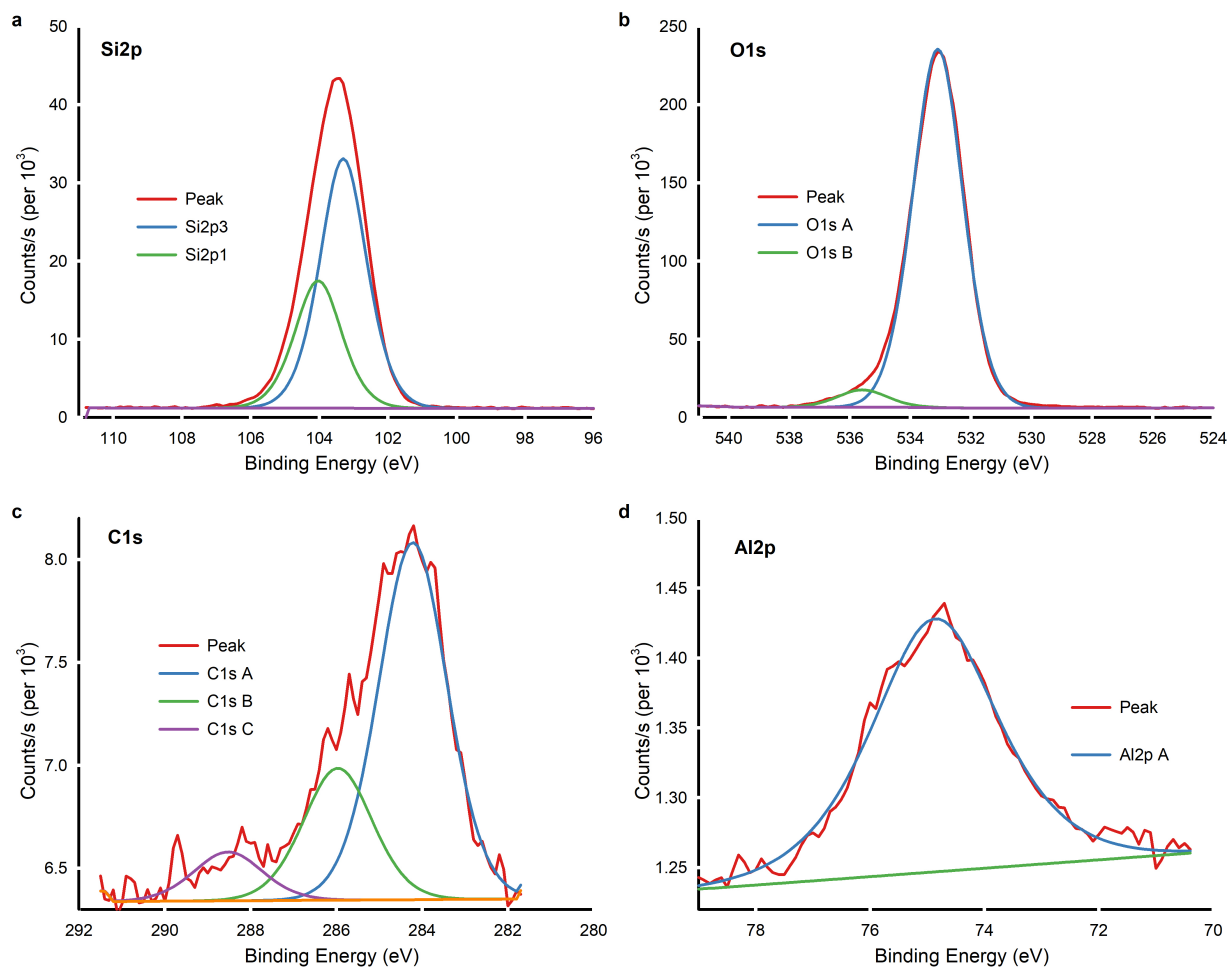 a
Si2p
50
40
30
20
10
0
Counts/s (per 10³)
Peak
Si2p3
Si2p1
110 108 106 104 102 100 98 96
Binding Energy (eV)
b
O1s
250
200
150
100
50
0
Counts/s (per 10³)
Peak
O1s A
O1s B
540 538 536 534 532 530 528 526 524
Binding Energy (eV)
c
C1s
8.0
7.5
7.0
6.5
Counts/s (per 10³)
Peak
C1s A
C1s B
C1s C
292 290 288 286 284 282 280
Binding Energy (eV)
d
Al2p
1.50
1.45
1.40
1.35
1.30
1.25
Counts/s (per 10³)
Peak
Al2p A
78 76 74 72 70
Binding Energy (eV)